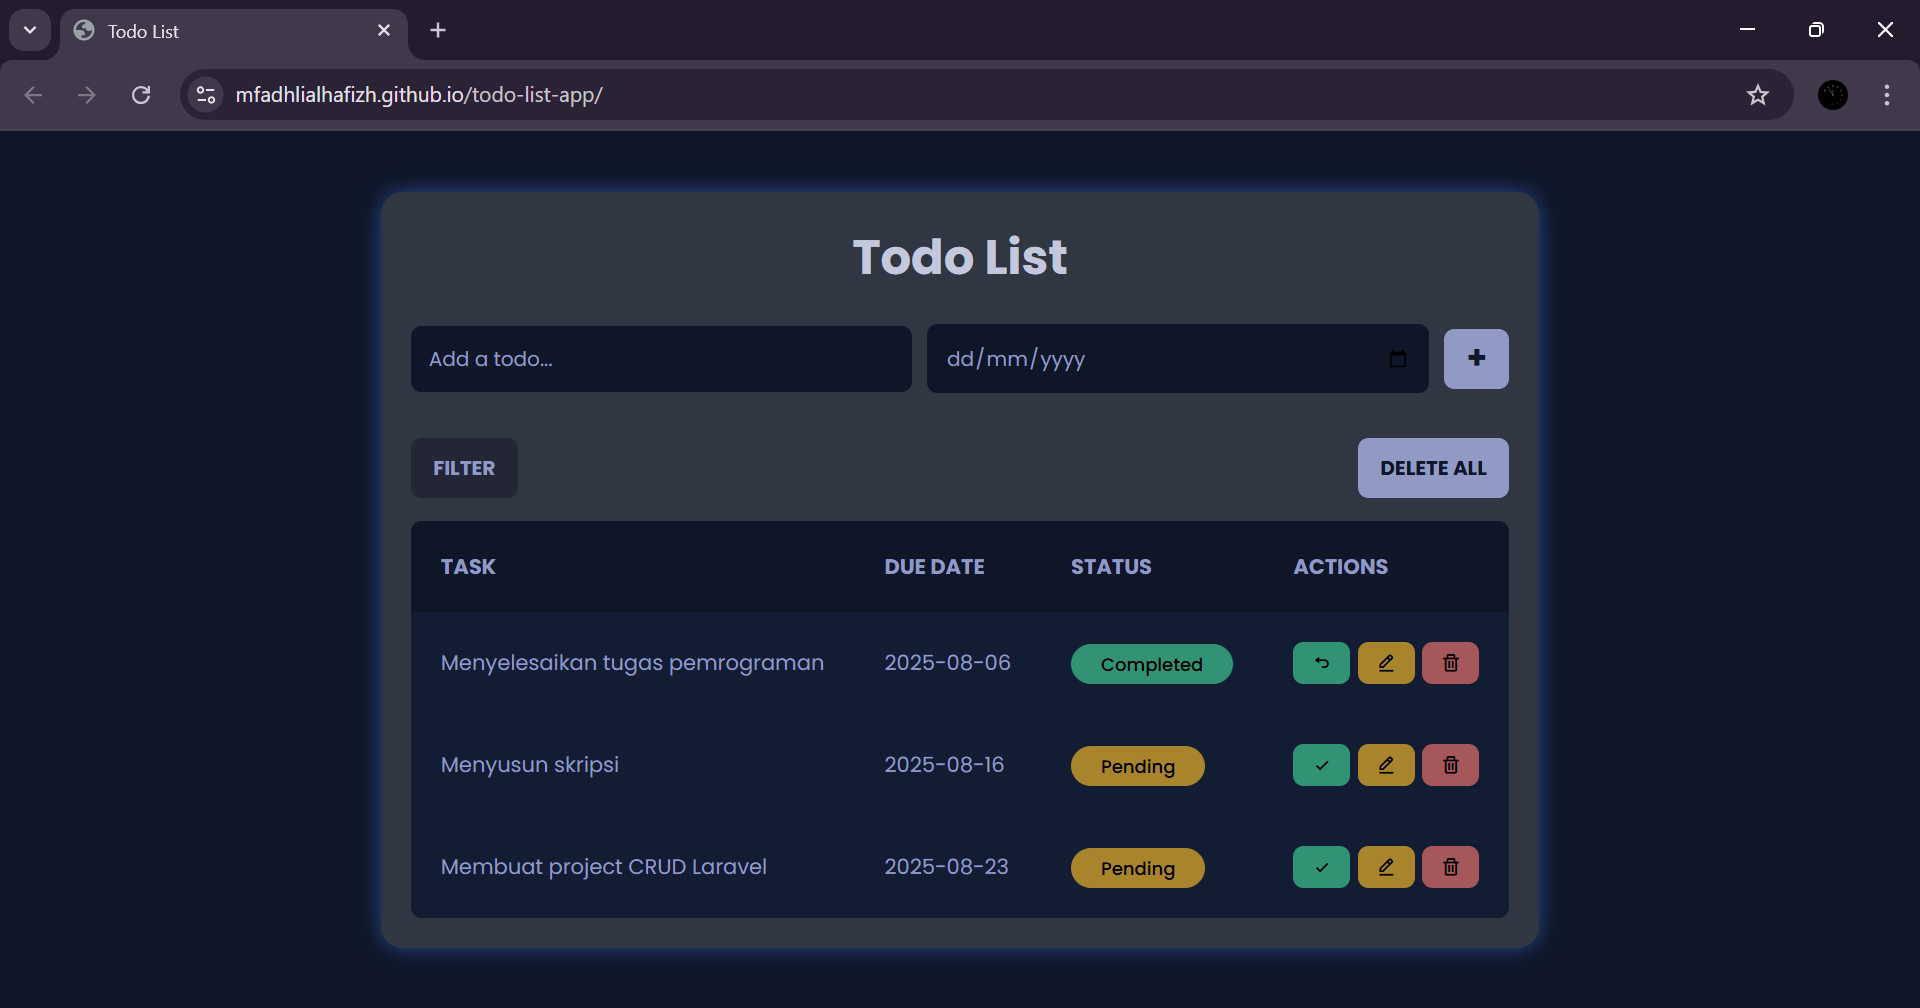 Todo List
mfadhlialhafizh.github.io/todo-list-app/
Todo List
Add a todo...
dd/mm/yyyy
+
FILTER
DELETE ALL
TASK DUE DATE STATUS ACTIONS
Menyelesaikan tugas pemrograman 2025-08-06 Completed
Menyusun skripsi 2025-08-16 Pending
Membuat project CRUD Laravel 2025-08-23 Pending